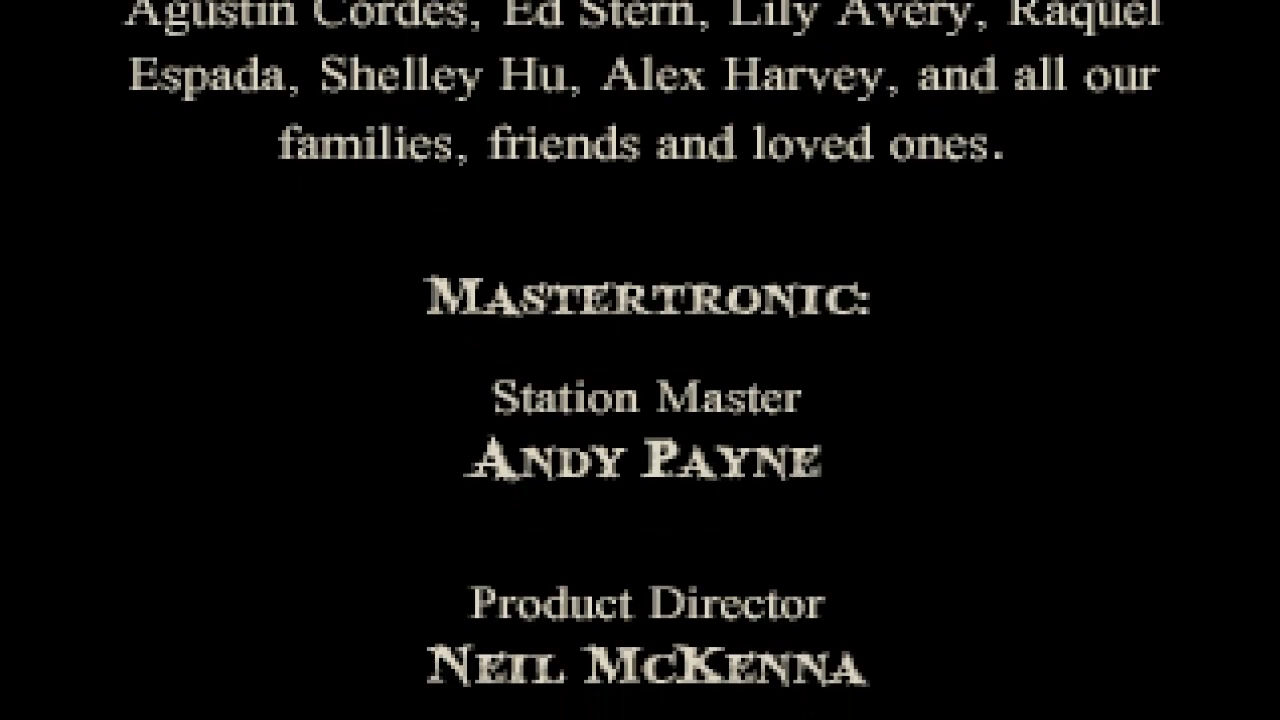 Agustin Cordes, Ed Stern, Lily Avery, Raquel
Espada, Shelley Hu, Alex Harvey, and all our
families, friends and loved ones.
MASTERTRONIC:
Station Master
ANDY PAYNE
Product Director
NEIL MCKENNA